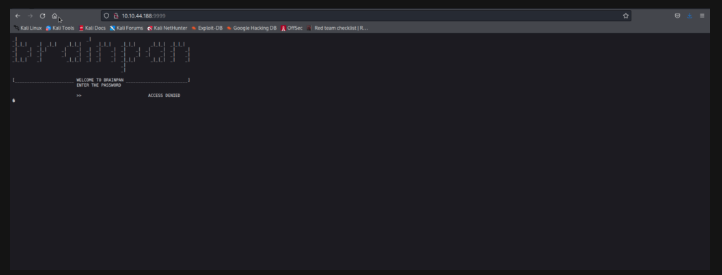 10.10.44.188:9999
Kali Linux Kali Tools Kali Docs Kali Forums Kali NetHunter Exploit-DB Google Hacking DB OffSec Red team checklist | R...
WELCOME TO BRAINPAN
ENTER THE PASSWORD
>> ACCESS DENIED